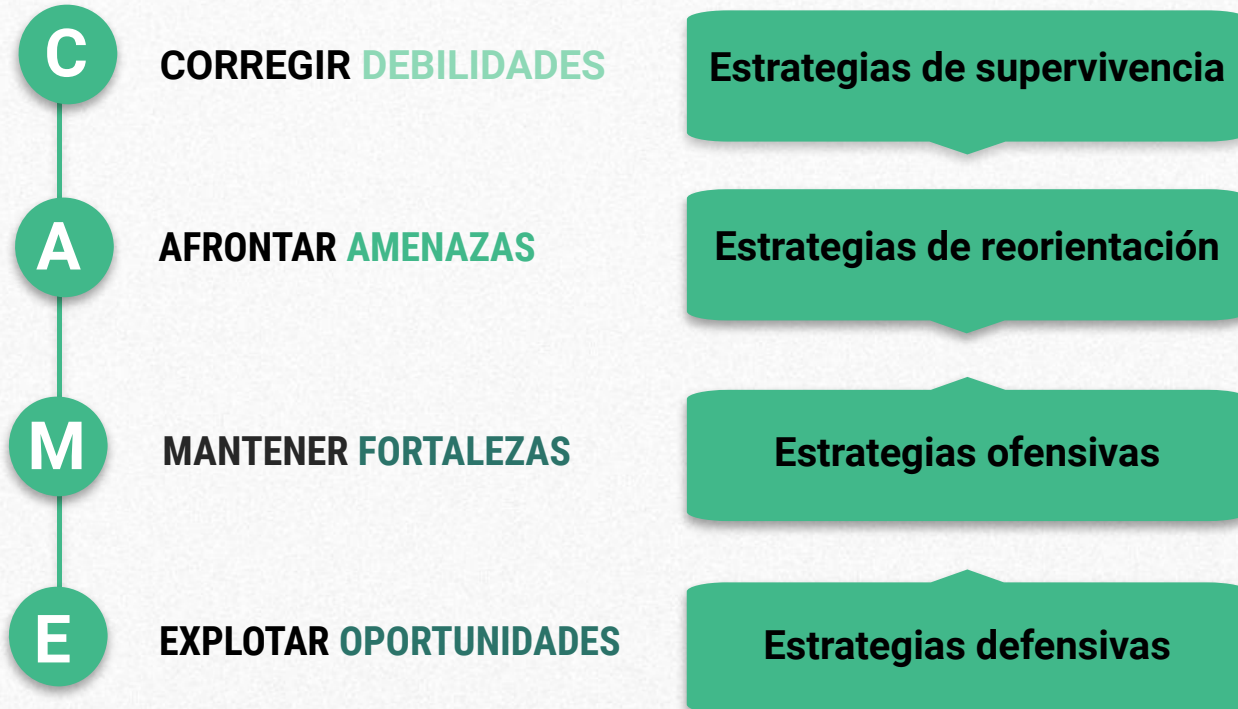 C
CORREGIR DEBILIDADES
Estrategias de supervivencia
A
AFRONTAR AMENAZAS
Estrategias de reorientación
M
MANTENER FORTALEZAS
Estrategias ofensivas
E
EXPLOTAR OPORTUNIDADES
Estrategias defensivas